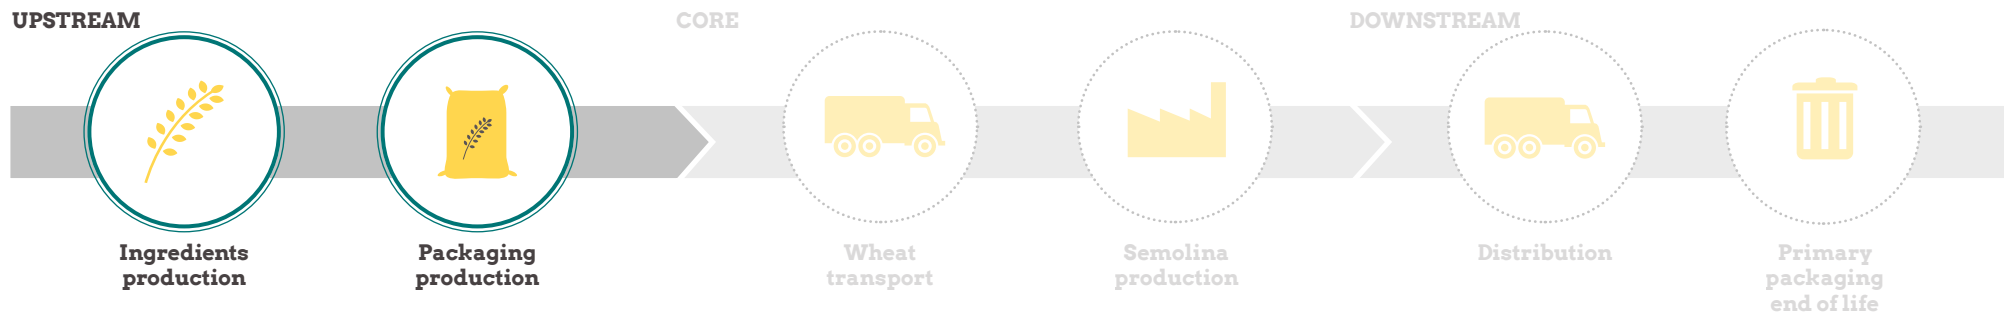 UPSTREAM
CORE
DOWNSTREAM
Ingredients
production
Packaging
production
Wheat
transport
Semolina
production
Distribution
Primary
packaging
end of life